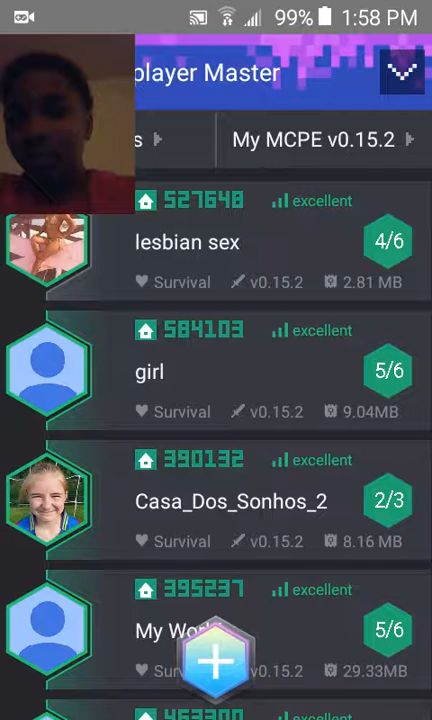 99% 1:58 PM
player Master
s My MCPE v0.15.2
527648 excellent
lesbian sex 4/6
Survival v0.15.2 2.81 MB
584103 excellent
girl 5/6
Survival v0.15.2 9.04MB
390132 excellent
Casa_Dos_Sonhos_2 2/3
Survival v0.15.2 8.16 MB
395237 excellent
My Wo 5/6
Surviv v0.15.2 29.33MB
excellent